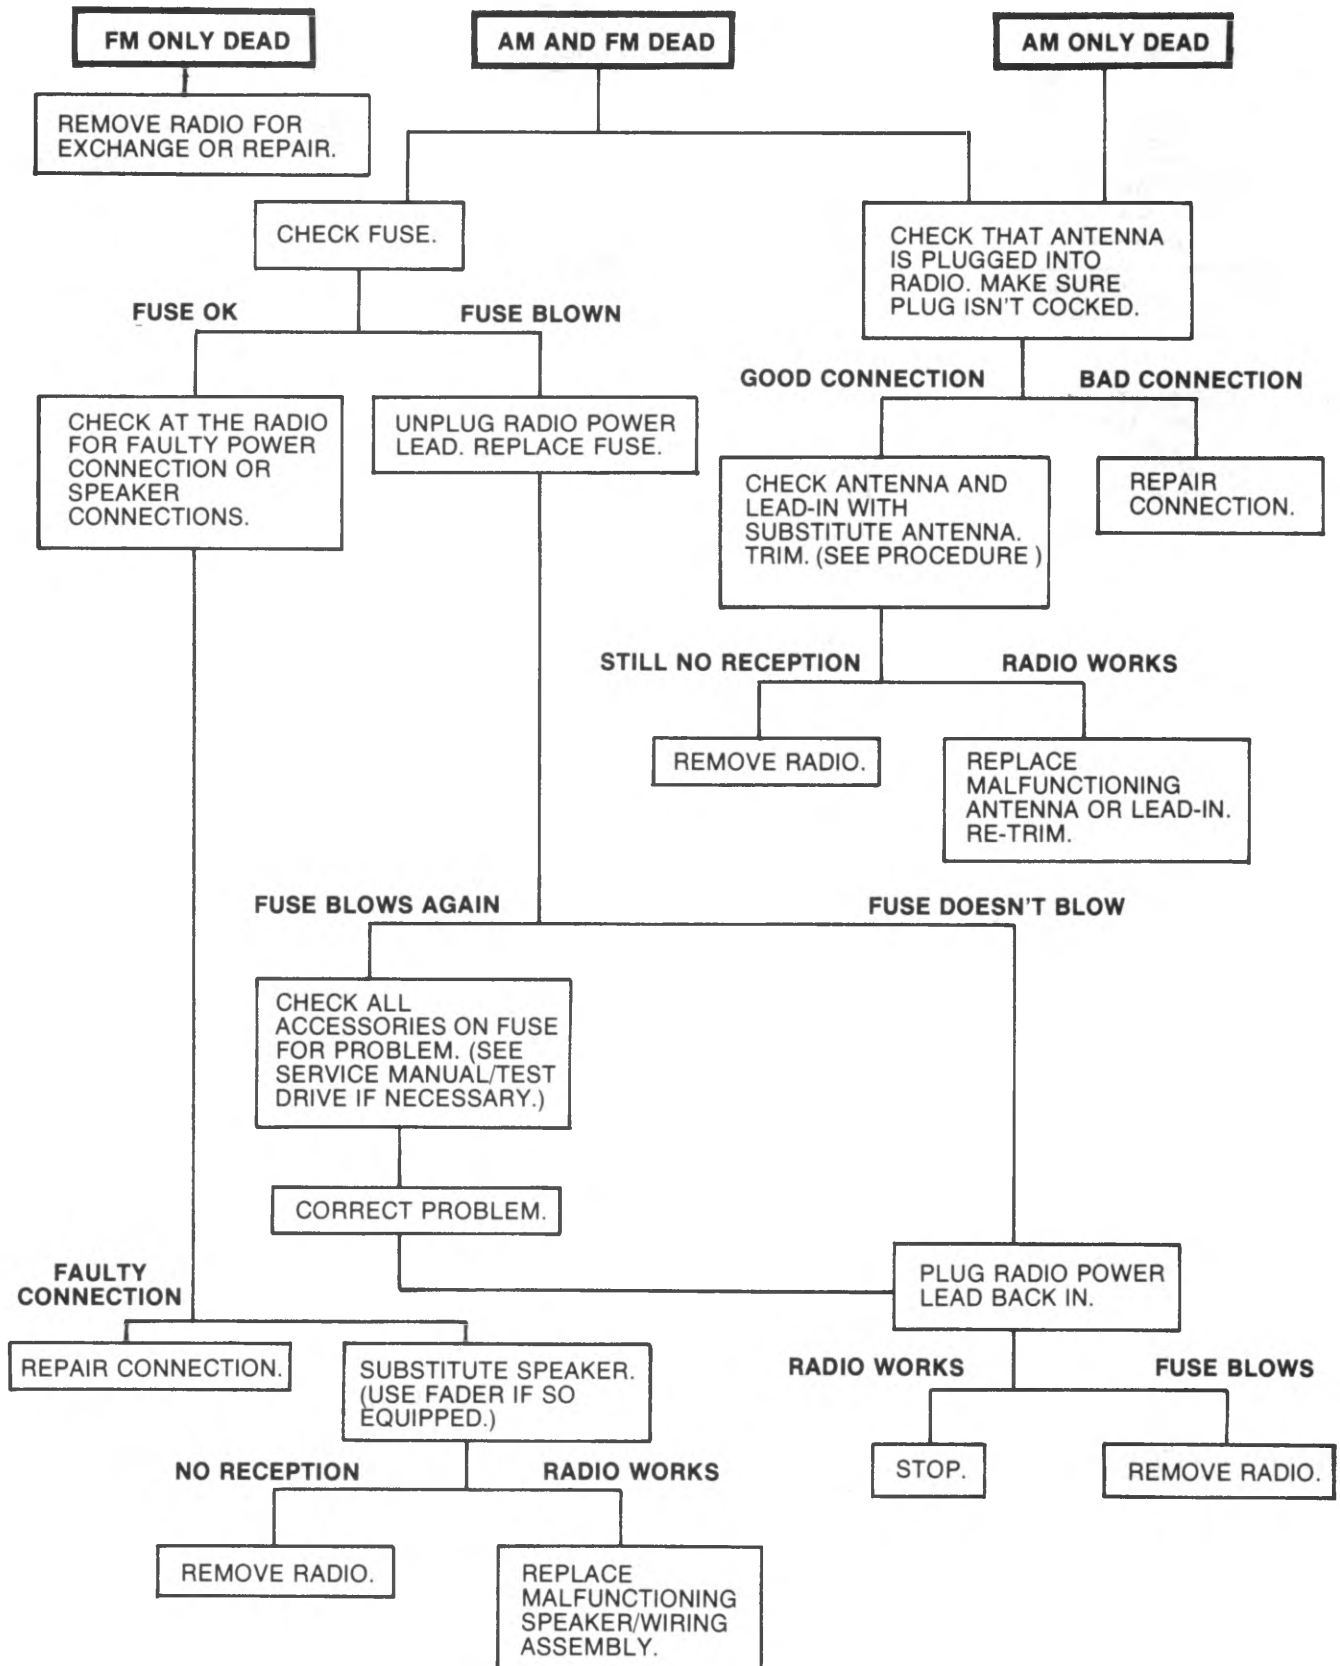 FM ONLY DEAD
AM AND FM DEAD
AM ONLY DEAD
REMOVE RADIO FOR
EXCHANGE OR REPAIR.
CHECK FUSE.
CHECK THAT ANTENNA
IS PLUGGED INTO
RADIO. MAKE SURE
PLUG ISN'T COCKED.
FUSE OK
FUSE BLOWN
GOOD CONNECTION
BAD CONNECTION
CHECK AT THE RADIO
FOR FAULTY POWER
CONNECTION OR
SPEAKER
CONNECTIONS.
UNPLUG RADIO POWER
LEAD. REPLACE FUSE.
CHECK ANTENNA AND
LEAD-IN WITH
SUBSTITUTE ANTENNA.
TRIM. (SEE PROCEDURE )
REPAIR
CONNECTION.
STILL NO RECEPTION
RADIO WORKS
REMOVE RADIO.
REPLACE
MALFUNCTIONING
ANTENNA OR LEAD-IN.
RE-TRIM.
FUSE BLOWS AGAIN
FUSE DOESN'T BLOW
CHECK ALL
ACCESSORIES ON FUSE
FOR PROBLEM. (SEE
SERVICE MANUAL/TEST
DRIVE IF NECESSARY.)
CORRECT PROBLEM.
PLUG RADIO POWER
LEAD BACK IN.
FAULTY
CONNECTION
REPAIR CONNECTION.
SUBSTITUTE SPEAKER.
(USE FADER IF SO
EQUIPPED.)
RADIO WORKS
FUSE BLOWS
STOP.
REMOVE RADIO.
NO RECEPTION
RADIO WORKS
REMOVE RADIO.
REPLACE
MALFUNCTIONING
SPEAKER/WIRING
ASSEMBLY.